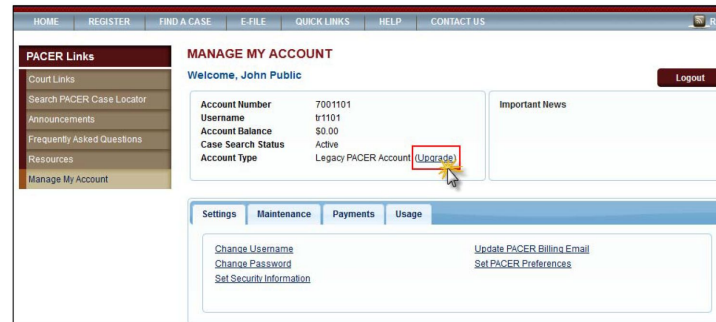 HOME REGISTER FIND A CASE E-FILE QUICK LINKS HELP CONTACT US R
PACER Links
Court Links
Search PACER Case Locator
Announcements
Frequently Asked Questions
Resources
Manage My Account
MANAGE MY ACCOUNT
Welcome, John Public
Logout
Account Number 7001101
Username tr1101
Account Balance $0.00
Case Search Status Active
Account Type Legacy PACER Account (Upgrade)
Important News
Settings Maintenance Payments Usage
Change Username
Change Password
Set Security Information
Update PACER Billing Email
Set PACER Preferences